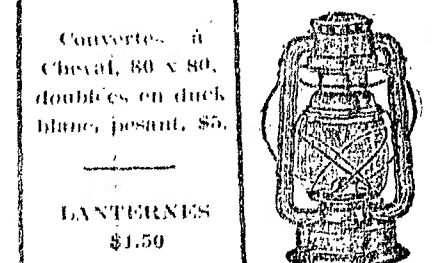 Couvertes à
Cheval, 80 x 80,
doublées en duck
blanc, pesant, $5.
LANTERNES
$1.50